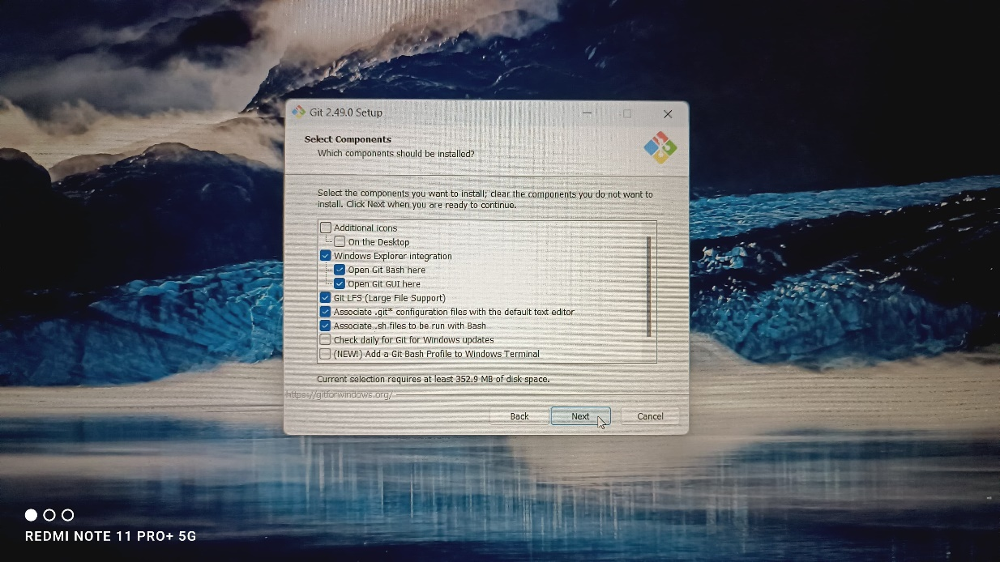 Git 2.49.0 Setup
Select Components
Which components should be installed?
Select the components you want to install; clear the components you do not want to
install. Click Next when you are ready to continue.
Additional icons
On the Desktop
Windows Explorer integration
Open Git Bash here
Open Git GUI here
Git LFS (Large File Support)
Associate .git* configuration files with the default text editor
Associate .sh files to be run with Bash
Check daily for Git for Windows updates
(NEW!) Add a Git Bash Profile to Windows Terminal
Current selection requires at least 352.9 MB of disk space.
https://gitforwindows.org/
Back Next Cancel
REDMI NOTE 11 PRO+ 5G